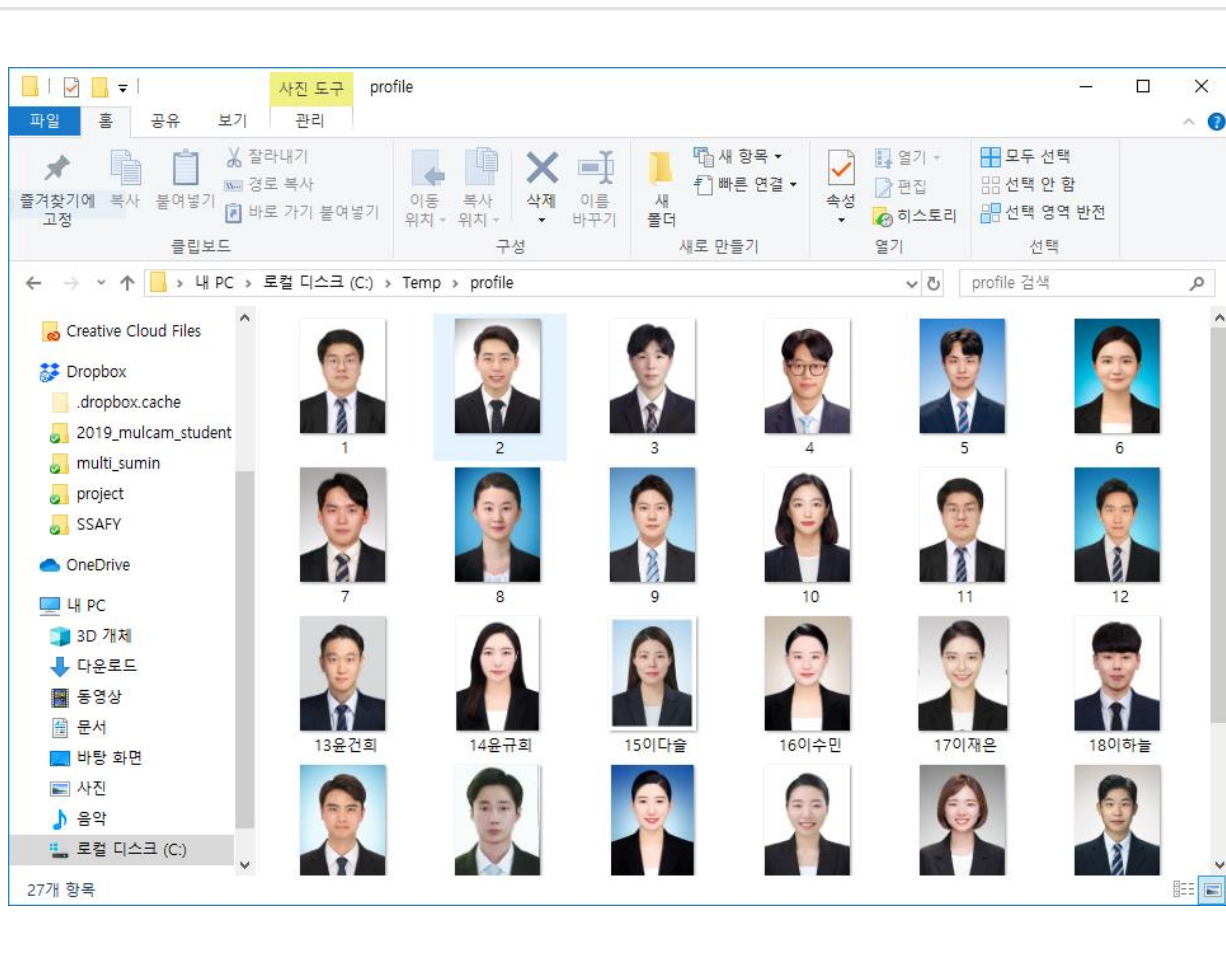 사진 도구 profile
파일 홈 공유 보기 관리
즐겨찾기에 고정
복사
붙여넣기
잘라내기
경로 복사
바로 가기 붙여넣기
클립보드
이동 위치
복사 위치
삭제
이름 바꾸기
구성
새 폴더
새 항목
빠른 연결
새로 만들기
속성
열기
편집
히스토리
열기
모두 선택
선택 안 함
선택 영역 반전
선택
내 PC > 로컬 디스크 (C:) > Temp > profile
profile 검색
Creative Cloud Files
Dropbox
.dropbox.cache
2019_mulcam_student
multi_sumin
project
SSAFY
OneDrive
내 PC
3D 개체
다운로드
동영상
문서
바탕 화면
사진
음악
로컬 디스크 (C:)
1 2 3 4 5 6
7 8 9 10 11 12
13윤건희 14윤규희 15이다슬 16이수민 17이재은 18이하늘
27개 항목